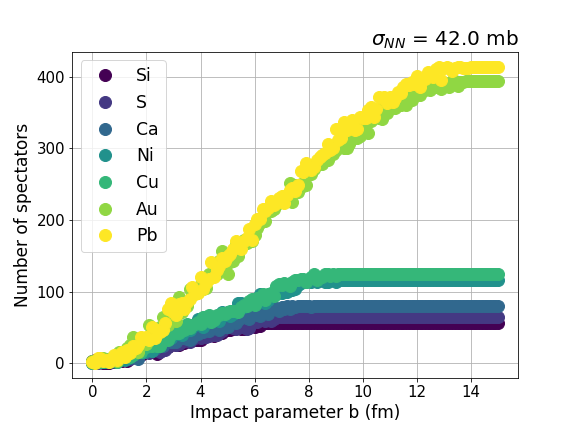 σNN = 42.0 mb
400
300
200
100
0
Number of spectators
Si
S
Ca
Ni
Cu
Au
Pb
0 2 4 6 8 10 12 14
Impact parameter b (fm)